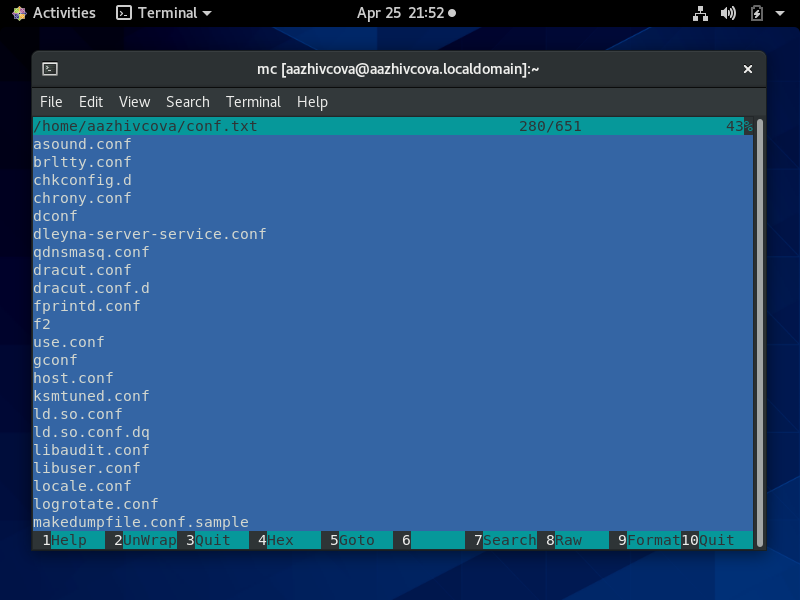 Activities Terminal Apr 25 21:52
mc [aazhivcova@aazhivcova.localdomain]:~
File Edit View Search Terminal Help
/home/aazhivcova/conf.txt 280/651 43%
asound.conf
brltty.conf
chkconfig.d
chrony.conf
dconf
dleyna-server-service.conf
qdnsmasq.conf
dracut.conf
dracut.conf.d
fprintd.conf
f2
use.conf
gconf
host.conf
ksmtuned.conf
ld.so.conf
ld.so.conf.dq
libaudit.conf
libuser.conf
locale.conf
logrotate.conf
makedumpfile.conf.sample
1Help 2UnWrap 3Quit 4Hex 5Goto 6 7Search 8Raw 9Format 10Quit